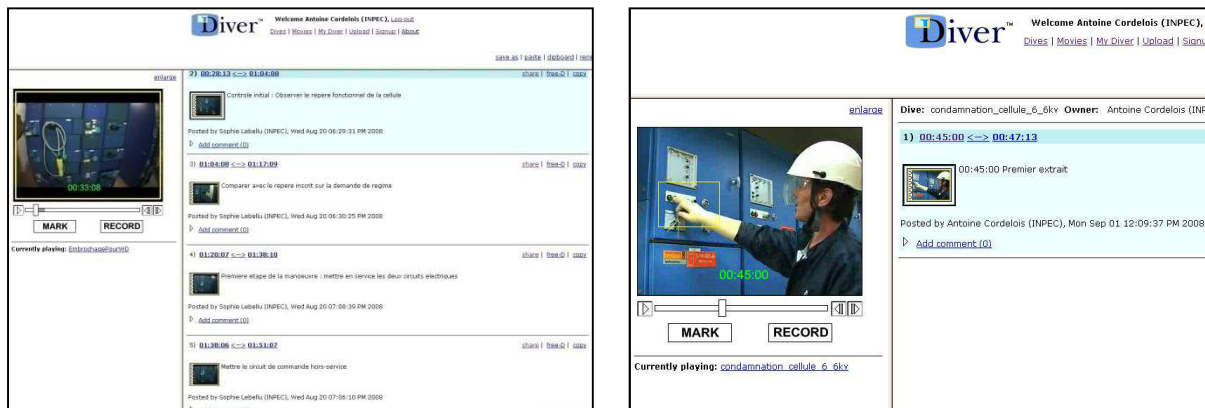 Diver™
Welcome Antoine Cordelois (INPEC), Log out
Dives | Movies | My Diver | Upload | Signup | About
save as | paste | clipboard |
enlarge
00:33:08
MARK RECORD
Currently playing: EmbrochagePourWD
2) 00:28:13 <--> 01:04:08 share | free-D | copy
Controle initial : Observer le repere fonctionnel de la cellule
Posted by Sophie Lebellu (INPEC), Wed Aug 20 06:29:31 PM 2008
Add comment (0)
3) 01:04:08 <--> 01:17:09 share | free-D | copy
Comparer avec le repere inscrit sur la demande de regime
Posted by Sophie Lebellu (INPEC), Wed Aug 20 06:30:25 PM 2008
Add comment (0)
4) 01:20:07 <--> 01:38:10 share | free-D | copy
Premiere etape de la manoeuvre : mettre en service les deux circuits electriques
Posted by Sophie Lebellu (INPEC), Wed Aug 20 07:08:39 PM 2008
Add comment (0)
5) 01:38:06 <--> 01:51:07 share | free-D | copy
Mettre le circuit de commande hors-service
Posted by Sophie Lebellu (INPEC), Wed Aug 20 07:06:10 PM 2008
Diver™
Welcome Antoine Cordelois (INPEC),
Dives | Movies | My Diver | Upload | Signu
enlarge
00:45:00
MARK RECORD
Currently playing: condamnation_cellule_6_6kv
Dive: condamnation_cellule_6_6kv Owner: Antoine Cordelois (INP
1) 00:45:00 <--> 00:47:13
00:45:00 Premier extrait
Posted by Antoine Cordelois (INPEC), Mon Sep 01 12:09:37 PM 2008
Add comment (0)